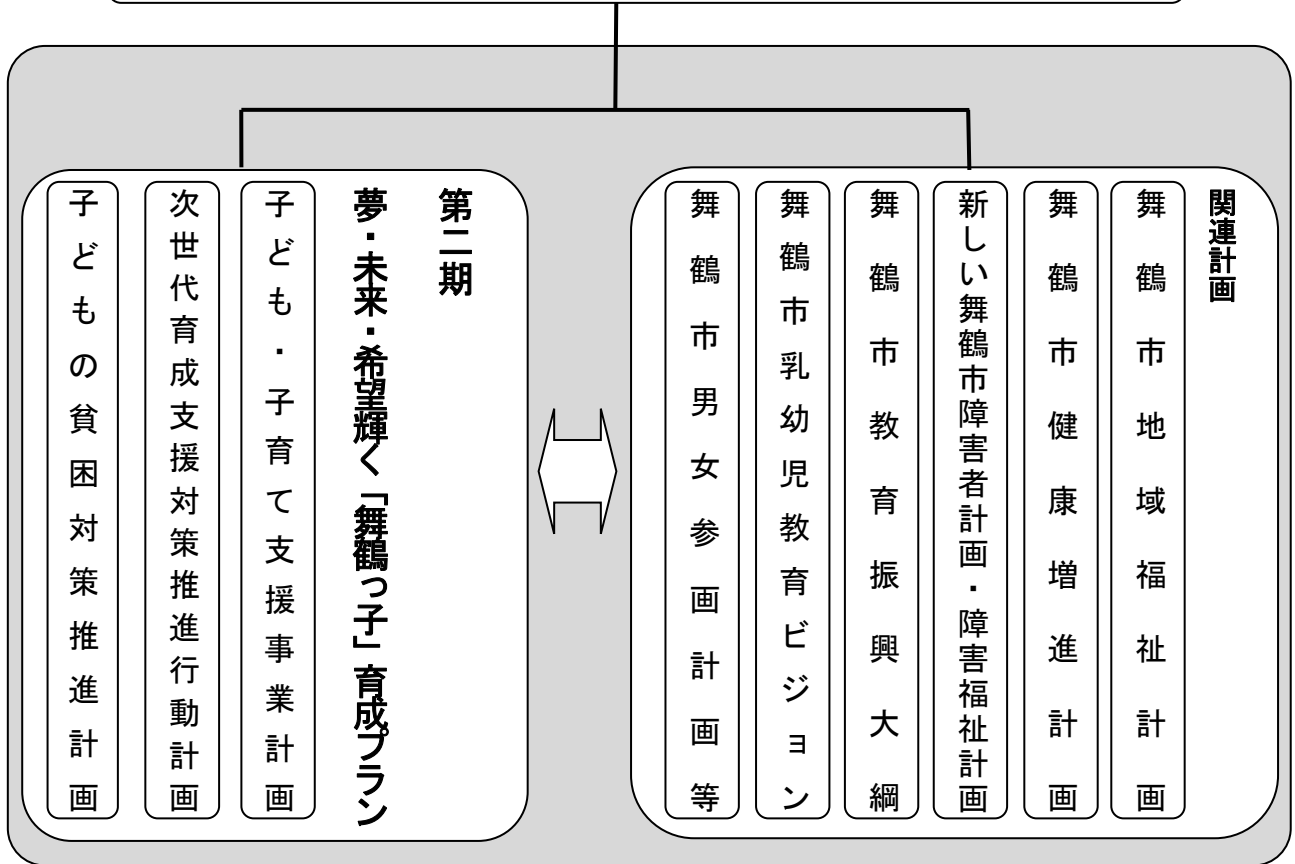 関連計画
舞鶴市地域福祉計画
舞鶴市健康増進計画
新しい舞鶴市障害者計画・障害福祉計画
舞鶴市教育振興大綱
舞鶴市乳幼児教育ビジョン
舞鶴市男女参画計画等
第二期
夢・未来・希望輝く「舞鶴っ子」育成プラン
子ども・子育て支援事業計画
次世代育成支援対策推進行動計画
子どもの貧困対策推進計画